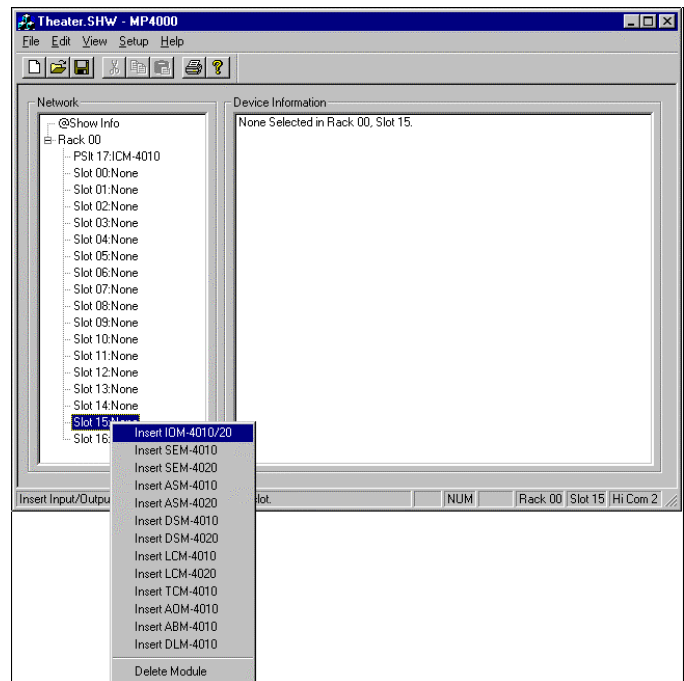 Theater.SHW - MP4000
File Edit View Setup Help
Network
@Show Info
Rack 00
PSlt 17:ICM-4010
Slot 00:None
Slot 01:None
Slot 02:None
Slot 03:None
Slot 04:None
Slot 05:None
Slot 06:None
Slot 07:None
Slot 08:None
Slot 09:None
Slot 10:None
Slot 11:None
Slot 12:None
Slot 13:None
Slot 14:None
Slot 15:None
Slot 16:
Device Information
None Selected in Rack 00, Slot 15.
Insert IOM-4010/20
Insert SEM-4010
Insert SEM-4020
Insert ASM-4010
Insert ASM-4020
Insert DSM-4010
Insert DSM-4020
Insert LCM-4010
Insert LCM-4020
Insert TCM-4010
Insert AOM-4010
Insert ABM-4010
Insert DLM-4010
Delete Module
Insert Input/Outpu slot. NUM Rack 00 Slot 15 Hi Com 2